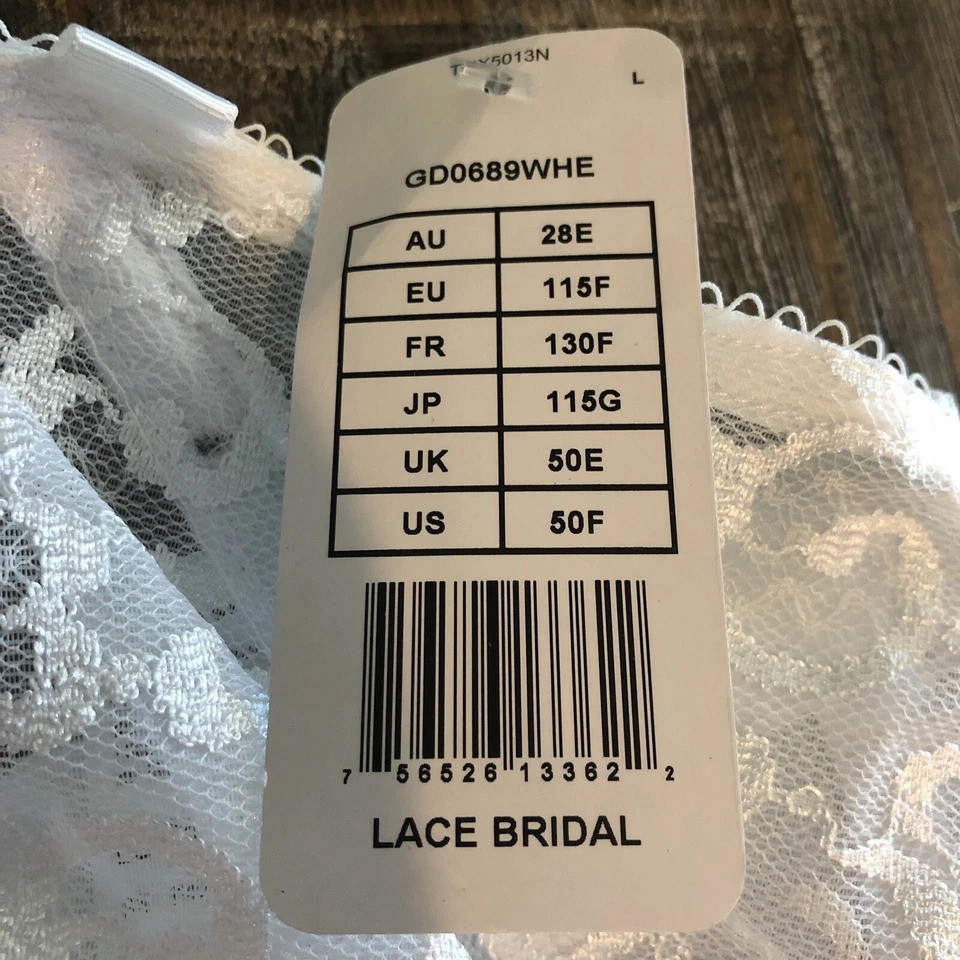 L
GD0689WHE
AU 28E
EU 115F
FR 130F
JP 115G
UK 50E
US 50F
7 56526 13362 2
LACE BRIDAL